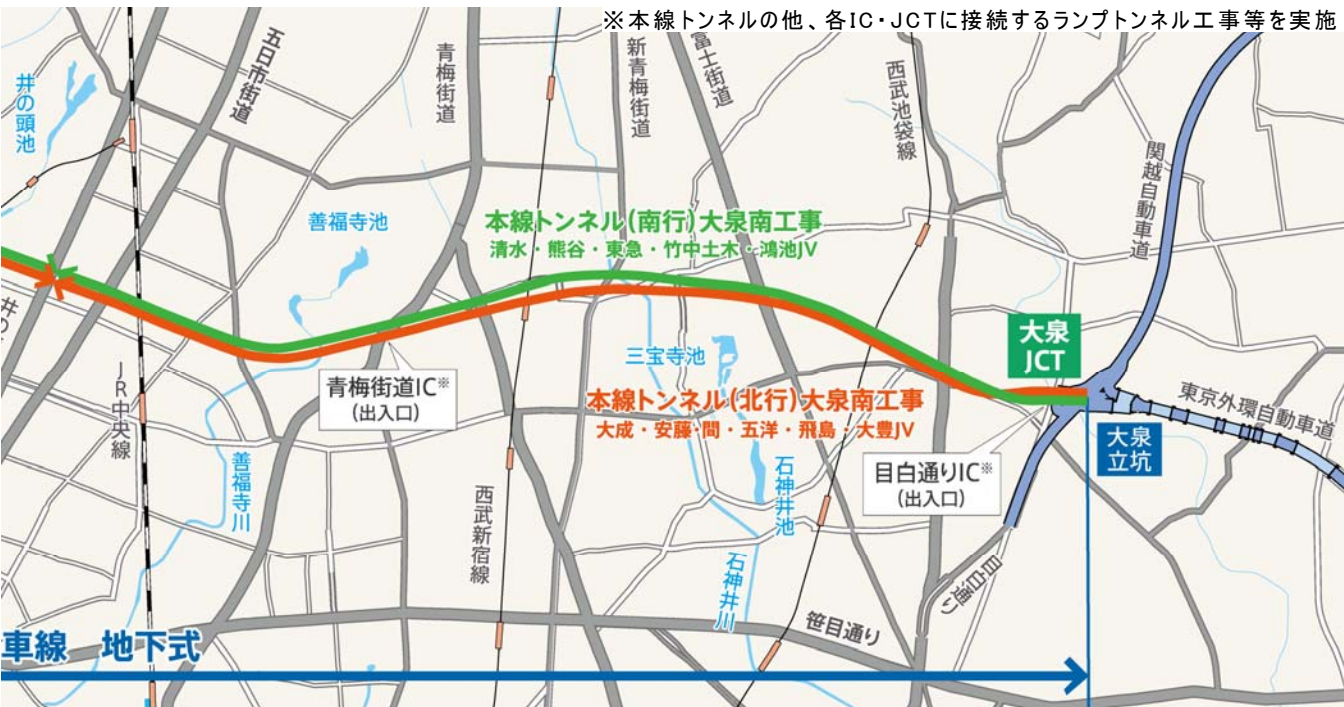 ※本線トンネルの他、各IC・JCTに接続するランプトンネル工事等を実施
井の頭池
五日市街道
青梅街道
新青梅街道
富士街道
西武池袋線
関越自動車道
善福寺池
本線トンネル(南行)大泉南工事
清水・熊谷・東急・竹中土木・鴻池JV
三宝寺池
青梅街道IC※
(出入口)
本線トンネル(北行)大泉南工事
大成・安藤・間・五洋・飛島・大豊JV
大泉
JCT
東京外環自動車道
大泉
立坑
目白通りIC※
(出入口)
井の
JR中央線
善福寺川
西武新宿線
石神井池
石神井川
目白通り
笹目通り
車線 地下式